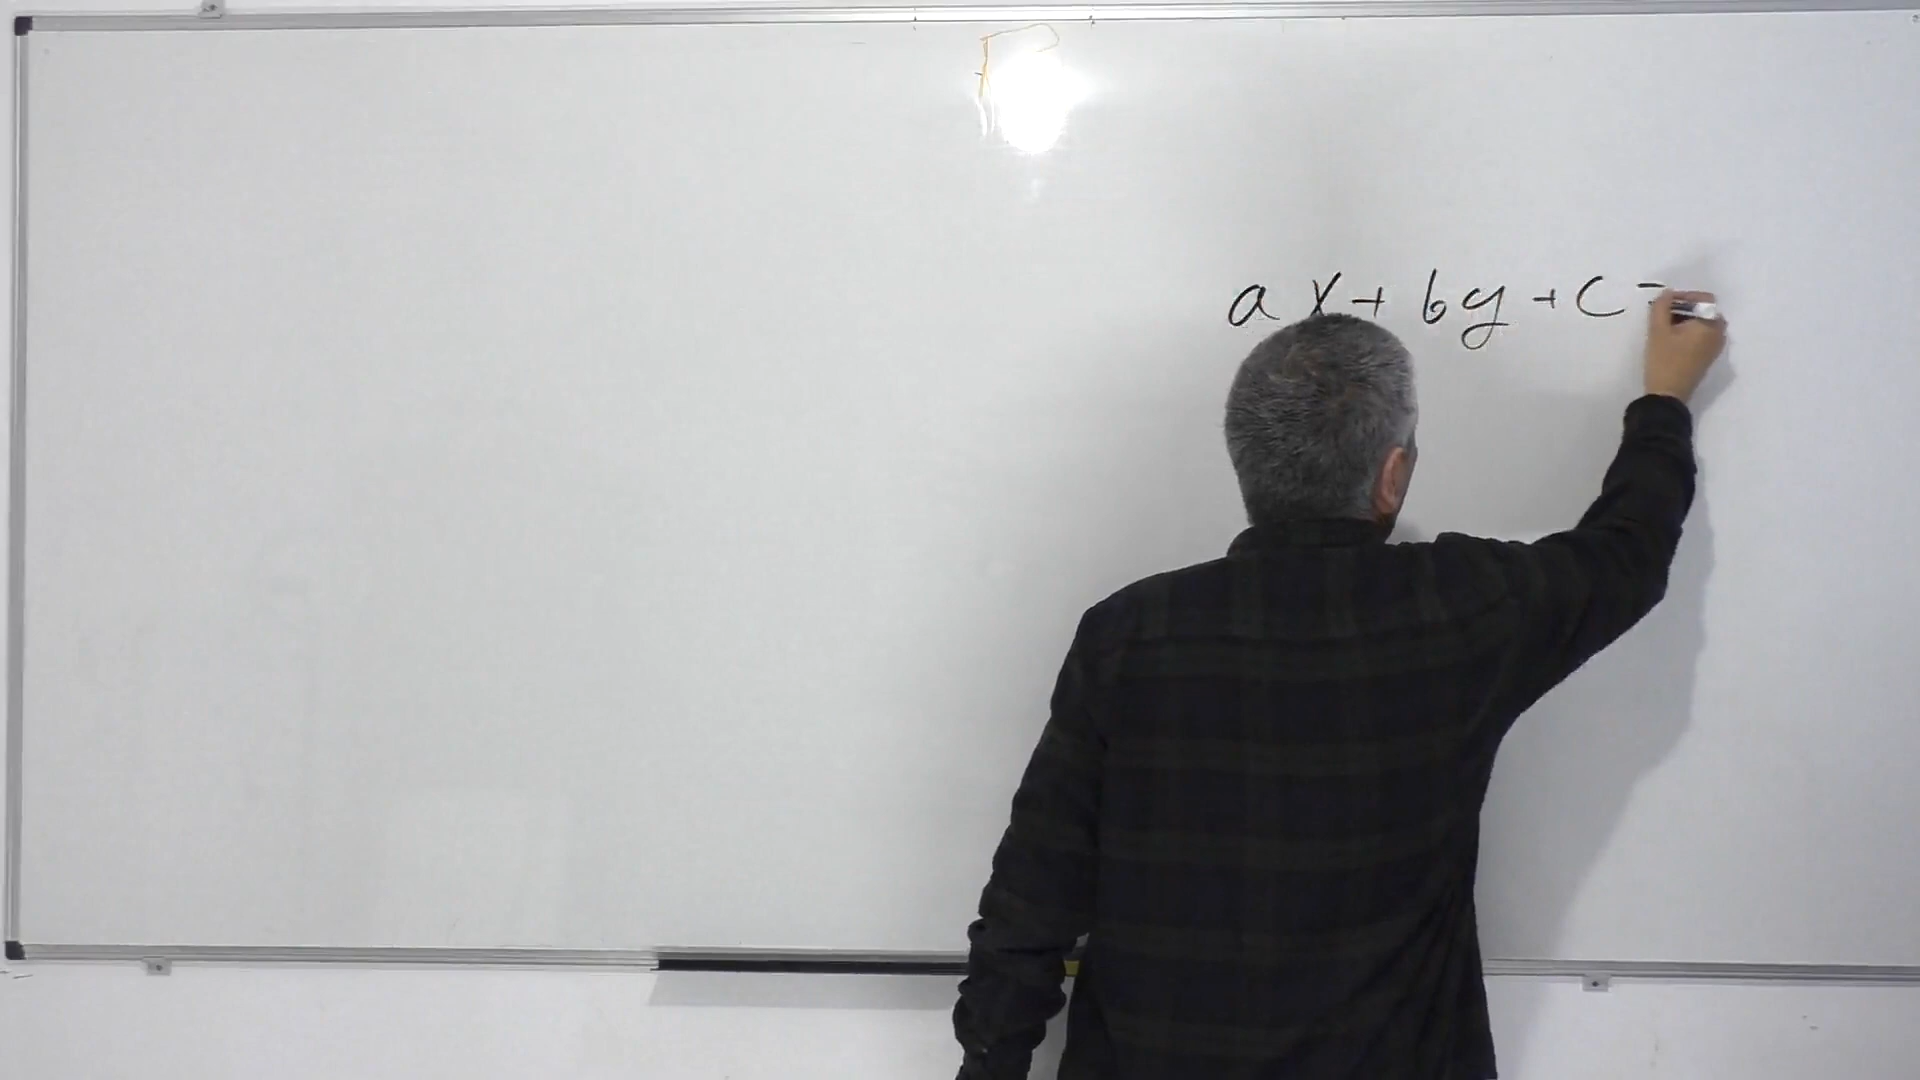 ax + by + c =